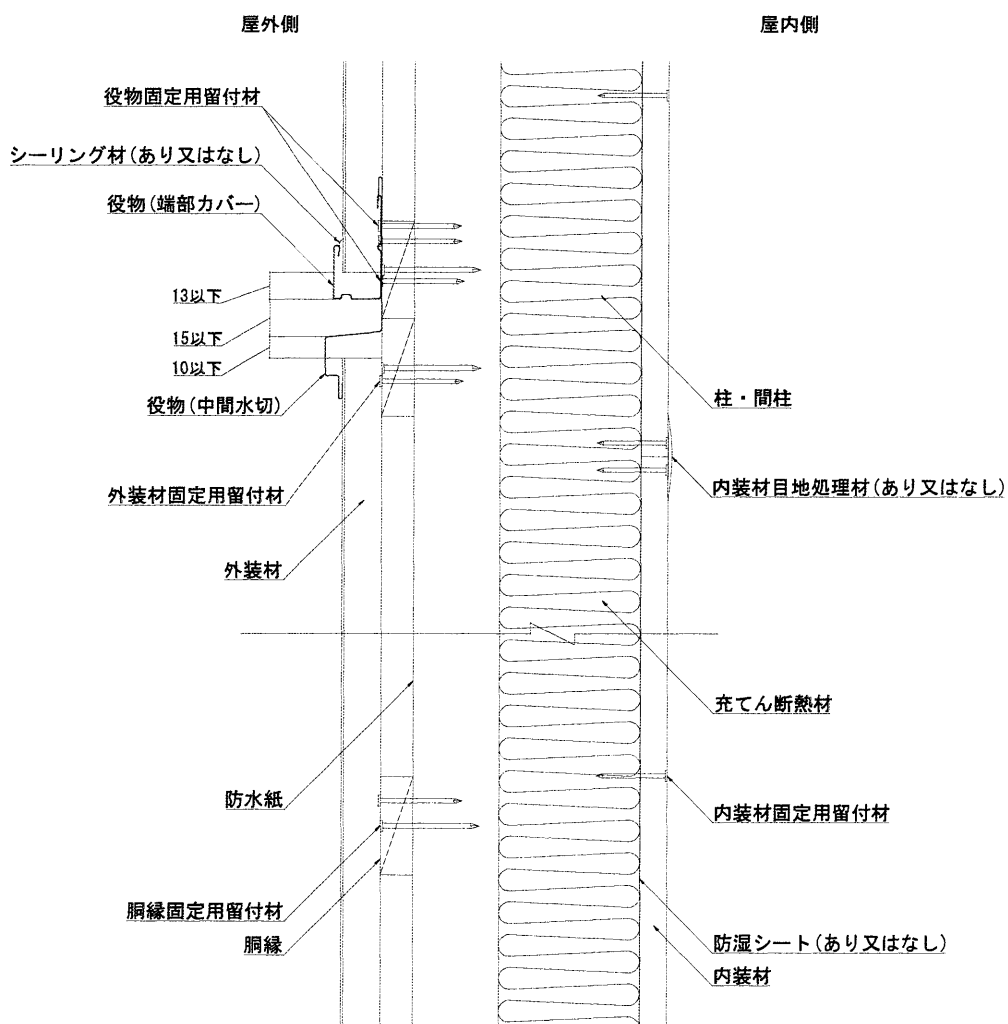 屋外側
屋内側
役物固定用留付材
シーリング材(あり又はなし)
役物(端部カバー)
13以下
15以下
10以下
役物(中間水切)
外装材固定用留付材
外装材
防水紙
胴縁固定用留付材
胴縁
柱・間柱
内装材目地処理材(あり又はなし)
充てん断熱材
内装材固定用留付材
防湿シート(あり又はなし)
内装材